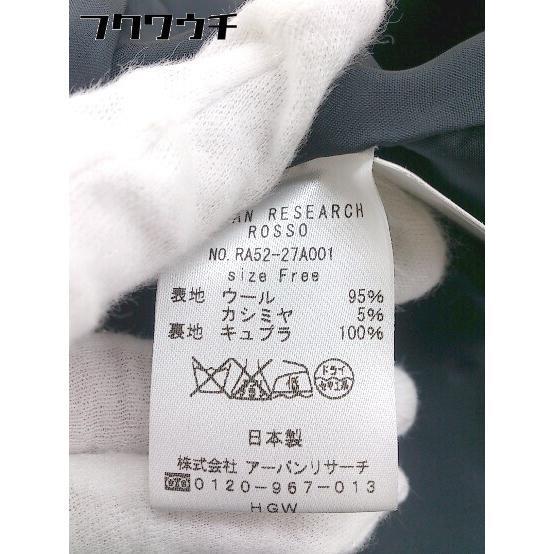 フクワウチ
AN RESEARCH
ROSSO
NO.RA52-27A001
size Free
表地 ウール 95%
カシミヤ 5%
裏地 キュプラ 100%
ドライ
日本製
株式会社 アーバンリサーチ
0120-967-013
HGW